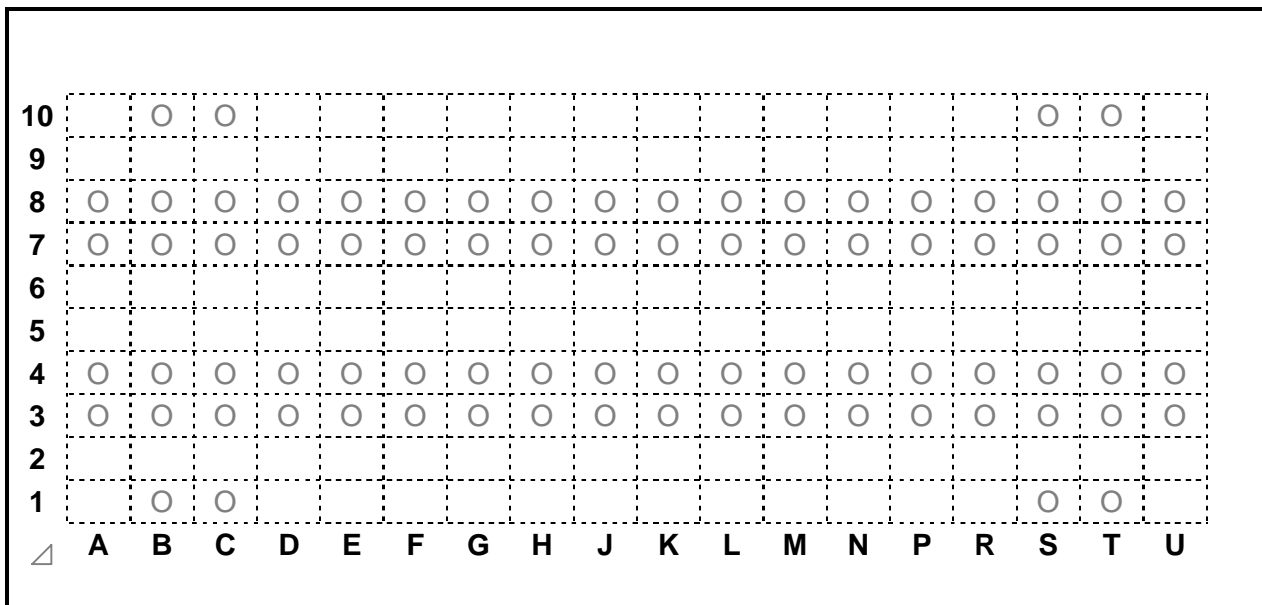 10 O O O O
9
8 O O O O O O O O O O O O O O O O O O
7 O O O O O O O O O O O O O O O O O O
6
5
4 O O O O O O O O O O O O O O O O O O
3 O O O O O O O O O O O O O O O O O O
2
1 O O O O
A B C D E F G H J K L M N P R S T U